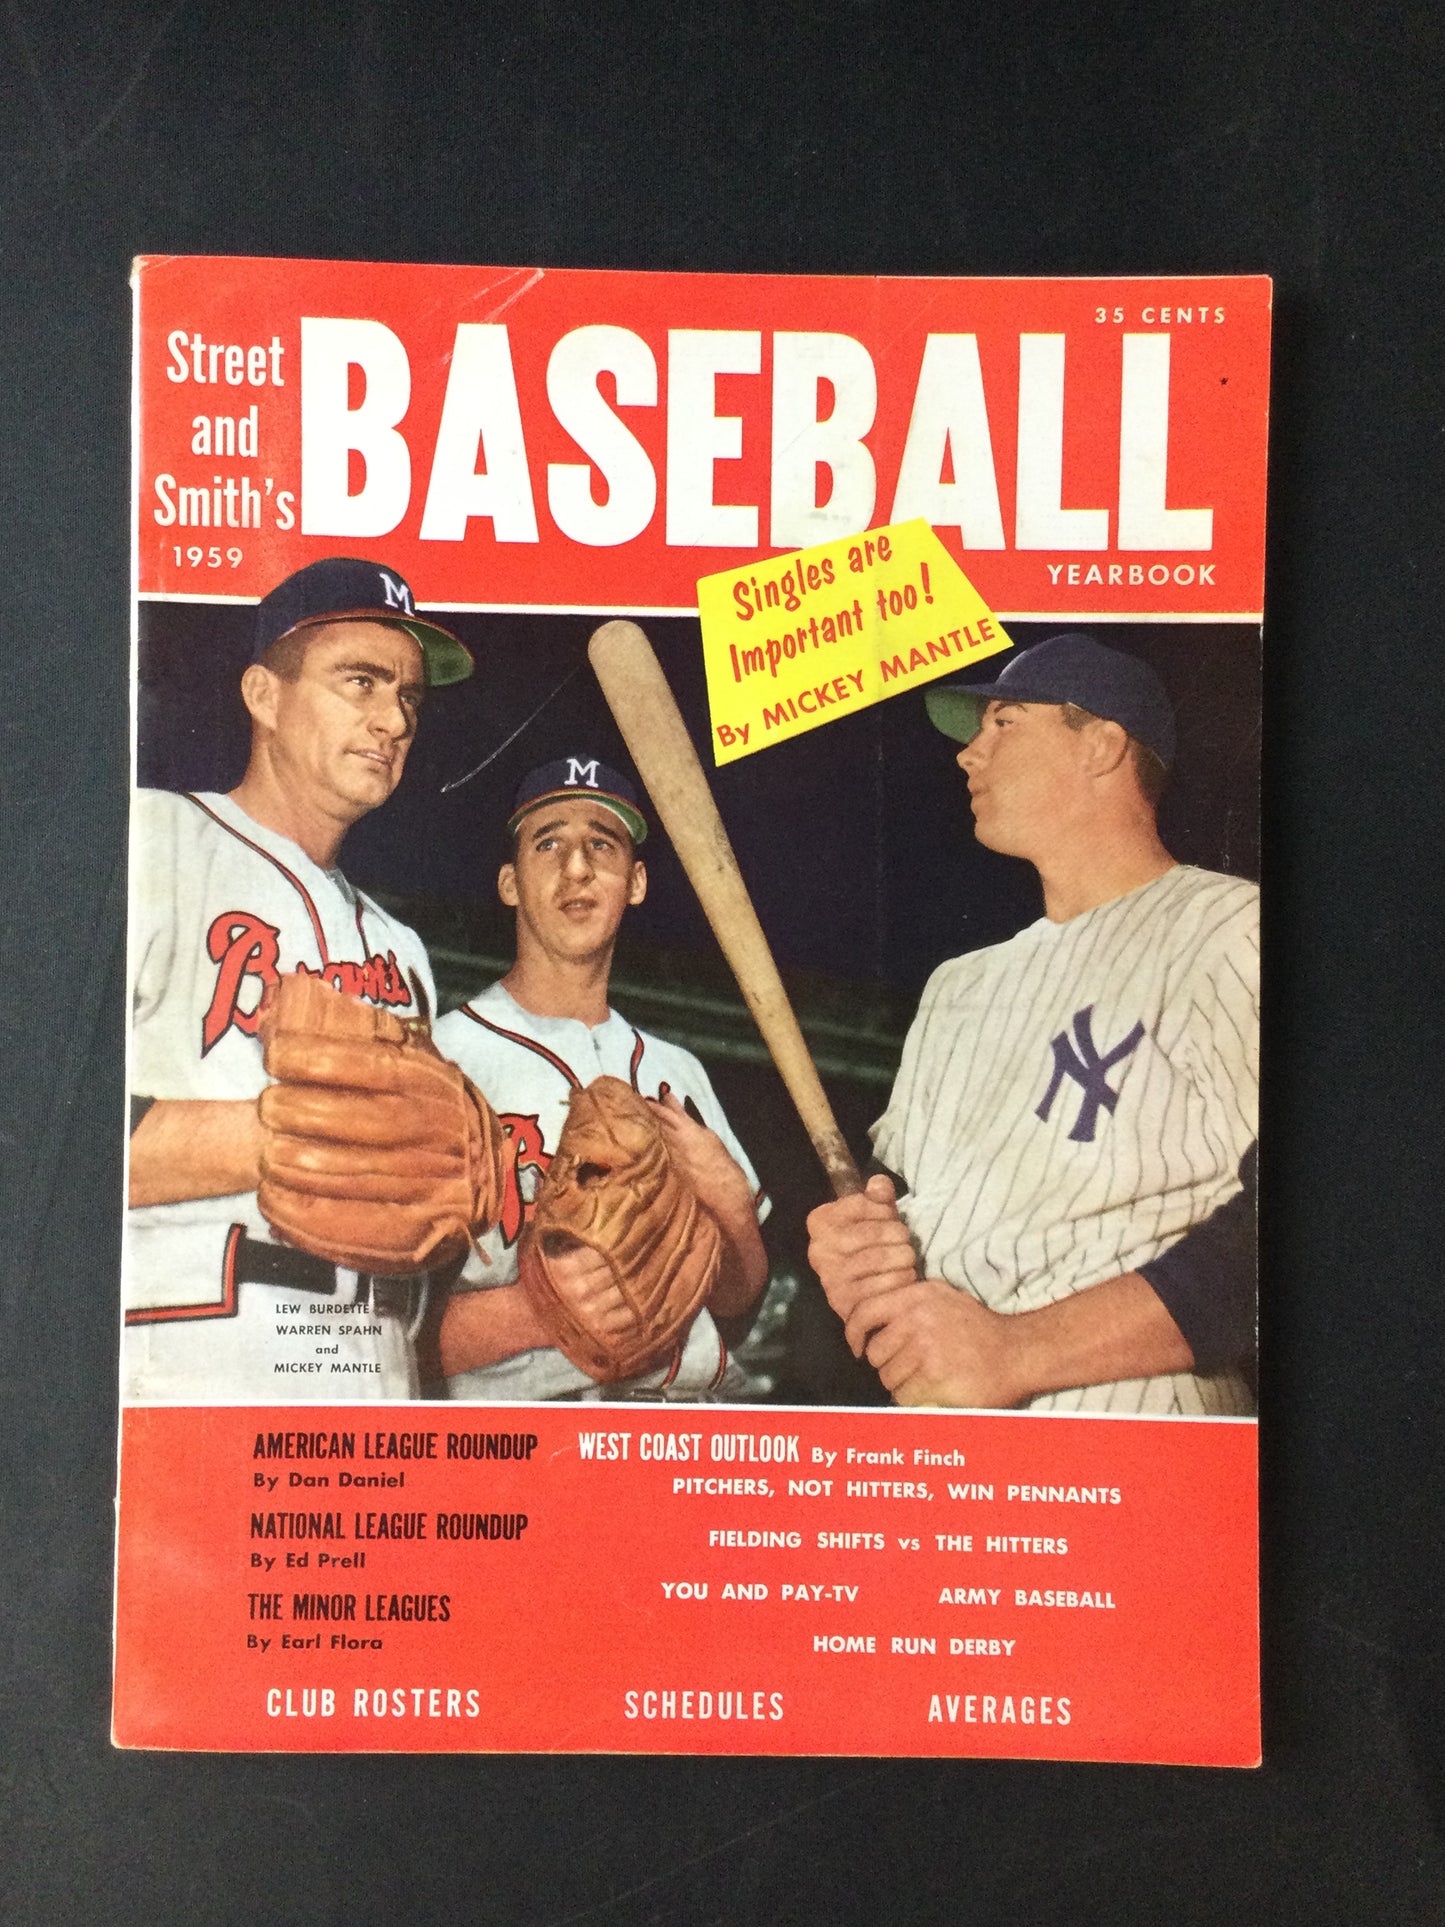 35 CENTS
Street
and
Smith's
1959
BASEBALL
YEARBOOK
Singles are
Important too!
By MICKEY MANTLE
M
M
Braves
NY
LEW BURDETTE
WARREN SPAHN
and
MICKEY MANTLE
AMERICAN LEAGUE ROUNDUP
By Dan Daniel
NATIONAL LEAGUE ROUNDUP
By Ed Prell
THE MINOR LEAGUES
By Earl Flora
WEST COAST OUTLOOK By Frank Finch
PITCHERS, NOT HITTERS, WIN PENNANTS
FIELDING SHIFTS vs THE HITTERS
YOU AND PAY-TV ARMY BASEBALL
HOME RUN DERBY
CLUB ROSTERS SCHEDULES AVERAGES